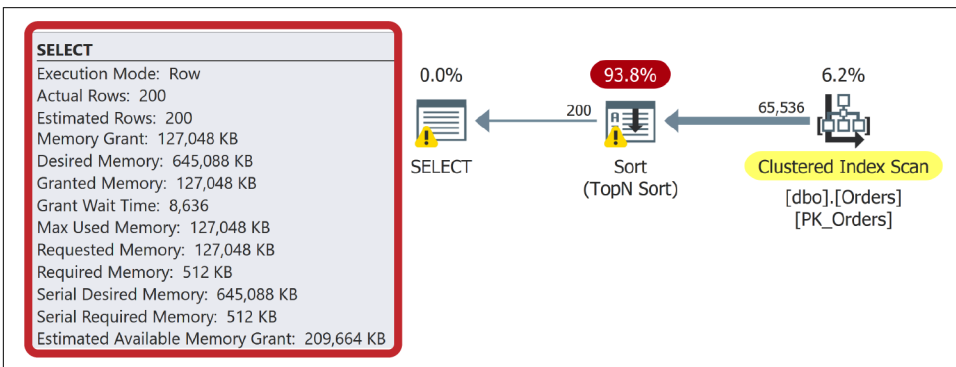 SELECT
Execution Mode: Row
Actual Rows: 200
Estimated Rows: 200
Memory Grant: 127,048 KB
Desired Memory: 645,088 KB
Granted Memory: 127,048 KB
Grant Wait Time: 8,636
Max Used Memory: 127,048 KB
Requested Memory: 127,048 KB
Required Memory: 512 KB
Serial Desired Memory: 645,088 KB
Serial Required Memory: 512 KB
Estimated Available Memory Grant: 209,664 KB
0.0%
SELECT
200
93.8%
Sort
(TopN Sort)
65,536
6.2%
Clustered Index Scan
[dbo].[Orders]
[PK_Orders]